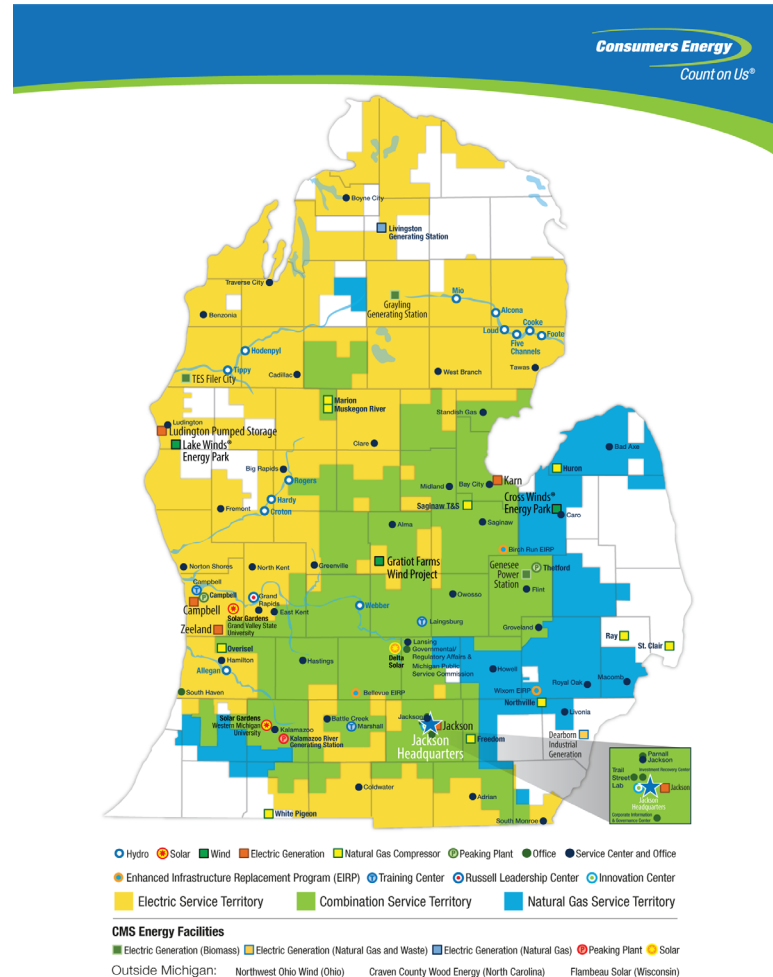 Consumers Energy
Count on Us®
Boyne City
Livingston
Generating Station
Traverse City
Grayling
Generating Station
Mio
Alcona
Benzonia
Loud
Cooke
Foote
Five
Channels
Hodenpyl
Tippy
TES Filer City
Cadillac
West Branch
Tawas
Marion
Muskegon River
Standish Gas
Ludington
Ludington Pumped Storage
Lake Winds®
Energy Park
Clare
Bad Axe
Big Rapids
Rogers
Midland
Bay City
Karn
Huron
Hardy
Croton
Fremont
Saginaw T&S
Cross Winds®
Energy Park
Caro
Alma
Saginaw
Birch Run EIRP
Gratiot Farms
Wind Project
Genesee
Power
Station
Thetford
Flint
Norton Shores
North Kent
Greenville
Campbell
Campbell
Campbell
Grand
Rapids
East Kent
Solar Gardens
Grand Valley State
University
Zeeland
Webber
Owosso
Laingsburg
Groveland
Ray
St. Clair
Overisel
Hamilton
Allegan
Hastings
Delta
Solar
Lansing
Governmental/
Regulatory Affairs &
Michigan Public
Service Commission
Howell
Royal Oak
Macomb
South Haven
Bellevue EIRP
Wixom EIRP
Northville
Livonia
Solar Gardens
Western Michigan
University
Kalamazoo
Kalamazoo River
Generating Station
Battle Creek
Marshall
Jackson
Jackson
Jackson
Headquarters
Freedom
Dearborn
Industrial
Generation
Coldwater
Adrian
White Pigeon
South Monroe
Parnall
Jackson
Investment Recovery Center
Trail
Street
Lab
Jackson
Jackson
Headquarters
Corporate Information
& Governance Center
Hydro Solar Wind Electric Generation Natural Gas Compressor Peaking Plant Office Service Center and Office
Enhanced Infrastructure Replacement Program (EIRP) Training Center Russell Leadership Center Innovation Center
Electric Service Territory Combination Service Territory Natural Gas Service Territory
CMS Energy Facilities
Electric Generation (Biomass) Electric Generation (Natural Gas and Waste) Electric Generation (Natural Gas) Peaking Plant Solar
Outside Michigan: Northwest Ohio Wind (Ohio) Craven County Wood Energy (North Carolina) Flambeau Solar (Wisconsin)